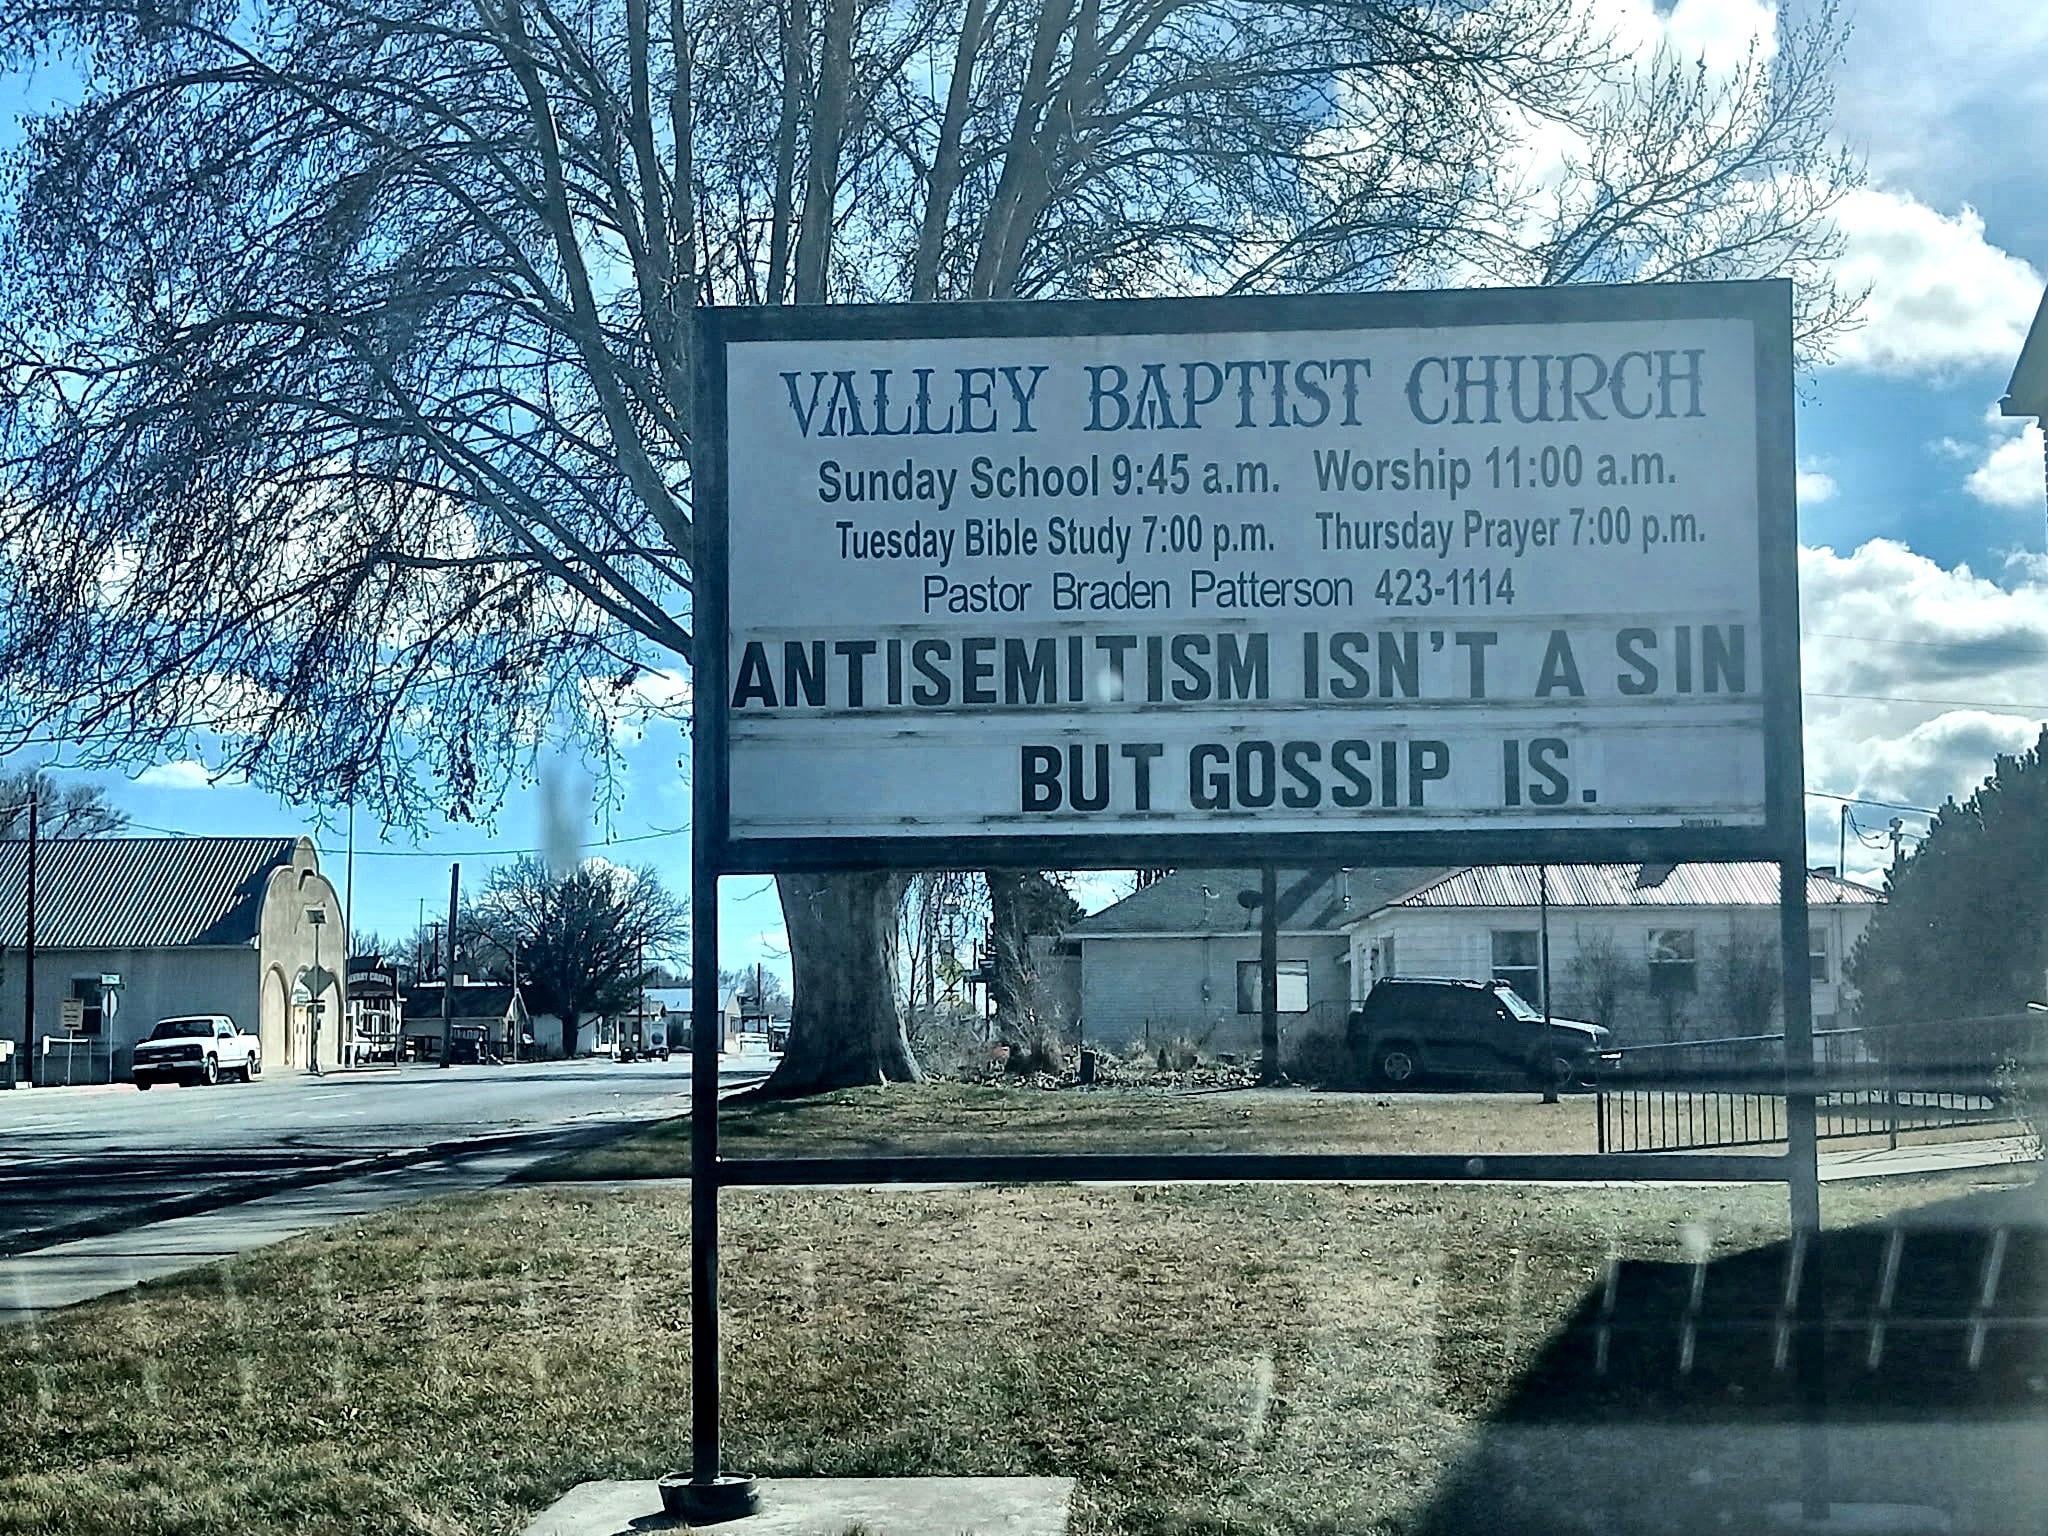 VALLEY BAPTIST CHURCH
Sunday School 9:45 a.m. Worship 11:00 a.m.
Tuesday Bible Study 7:00 p.m. Thursday Prayer 7:00 p.m.
Pastor Braden Patterson 423-1114
ANTISEMITISM ISN'T A SIN
BUT GOSSIP IS.